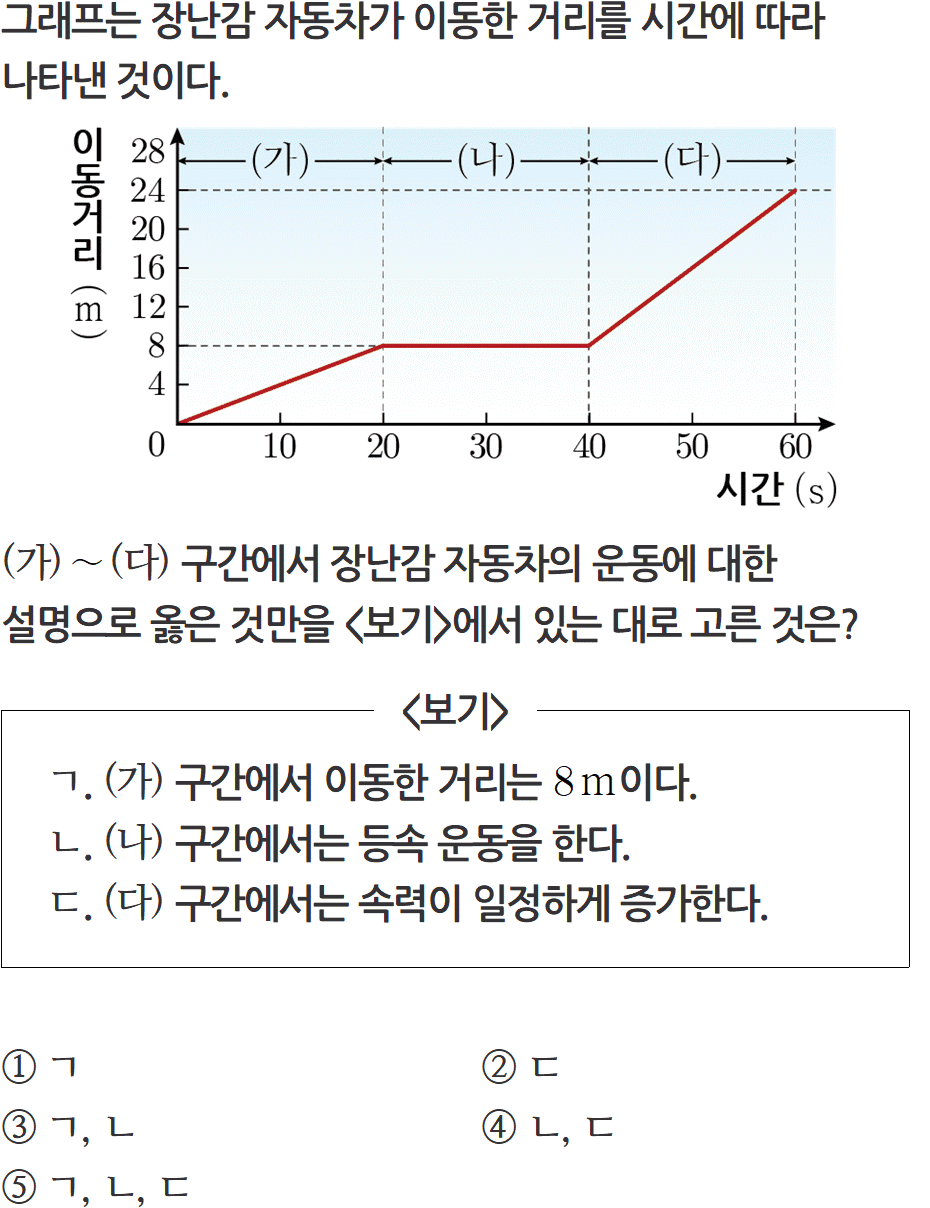 그래프는 장난감 자동차가 이동한 거리를 시간에 따라
나타낸 것이다.
이동거리 (m)
28
24
20
16
12
8
4
0
(가) (나) (다)
10 20 30 40 50 60
시간 (s)
(가) ~ (다) 구간에서 장난감 자동차의 운동에 대한
설명으로 옳은 것만을 <보기>에서 있는 대로 고른 것은?
<보기>
ㄱ. (가) 구간에서 이동한 거리는 8 m이다.
ㄴ. (나) 구간에서는 등속 운동을 한다.
ㄷ. (다) 구간에서는 속력이 일정하게 증가한다.
① ㄱ ② ㄷ
③ ㄱ, ㄴ ④ ㄴ, ㄷ
⑤ ㄱ, ㄴ, ㄷ